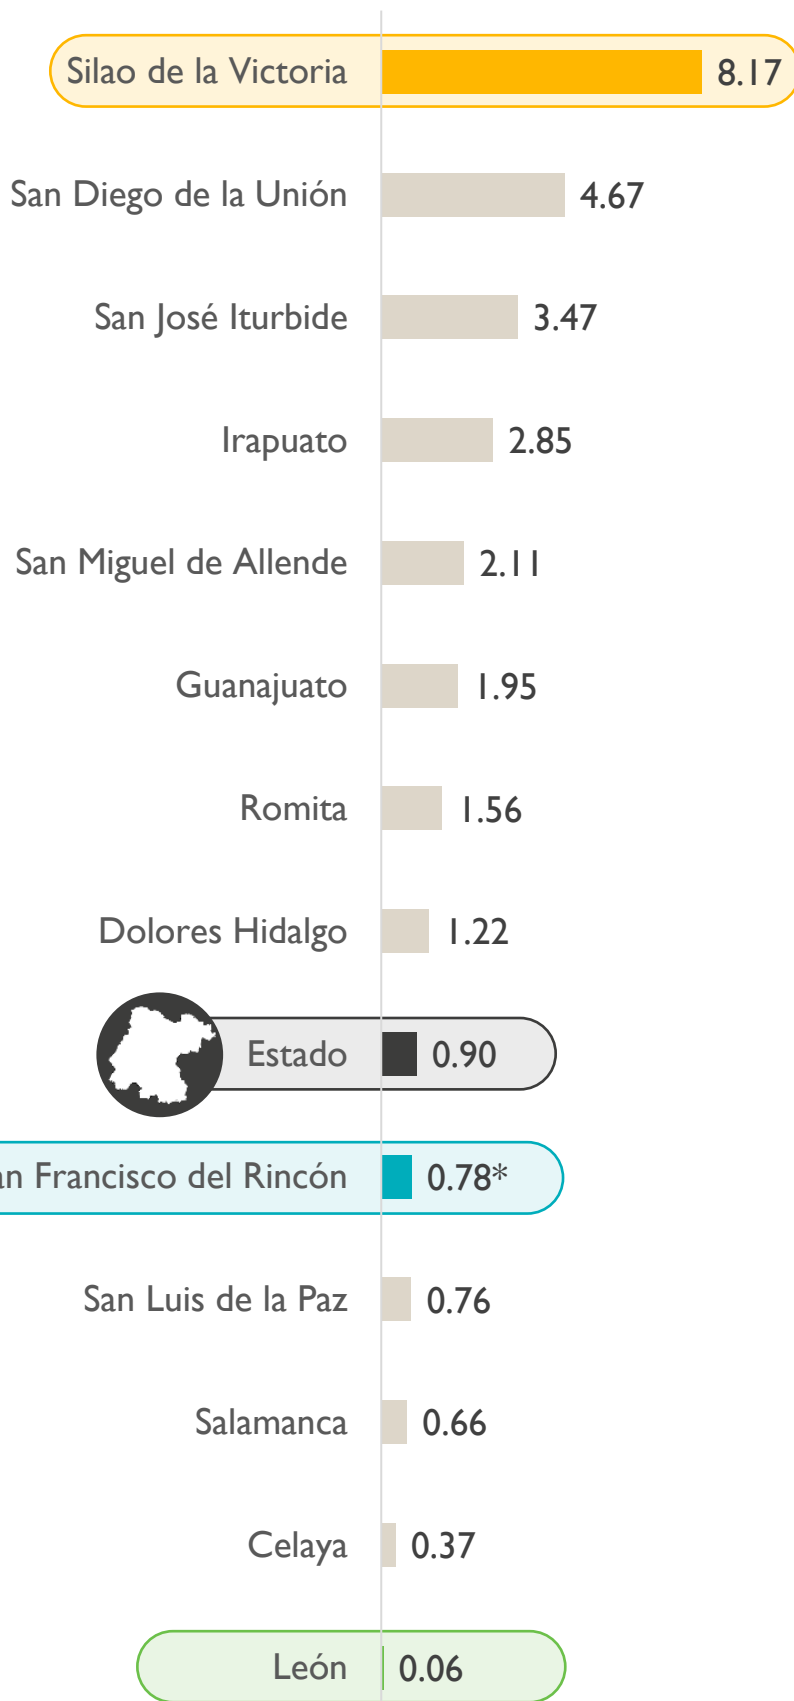 Silao de la Victoria 8.17
San Diego de la Unión 4.67
San José Iturbide 3.47
Irapuato 2.85
San Miguel de Allende 2.11
Guanajuato 1.95
Romita 1.56
Dolores Hidalgo 1.22
Estado 0.90
an Francisco del Rincón 0.78*
San Luis de la Paz 0.76
Salamanca 0.66
Celaya 0.37
León 0.06